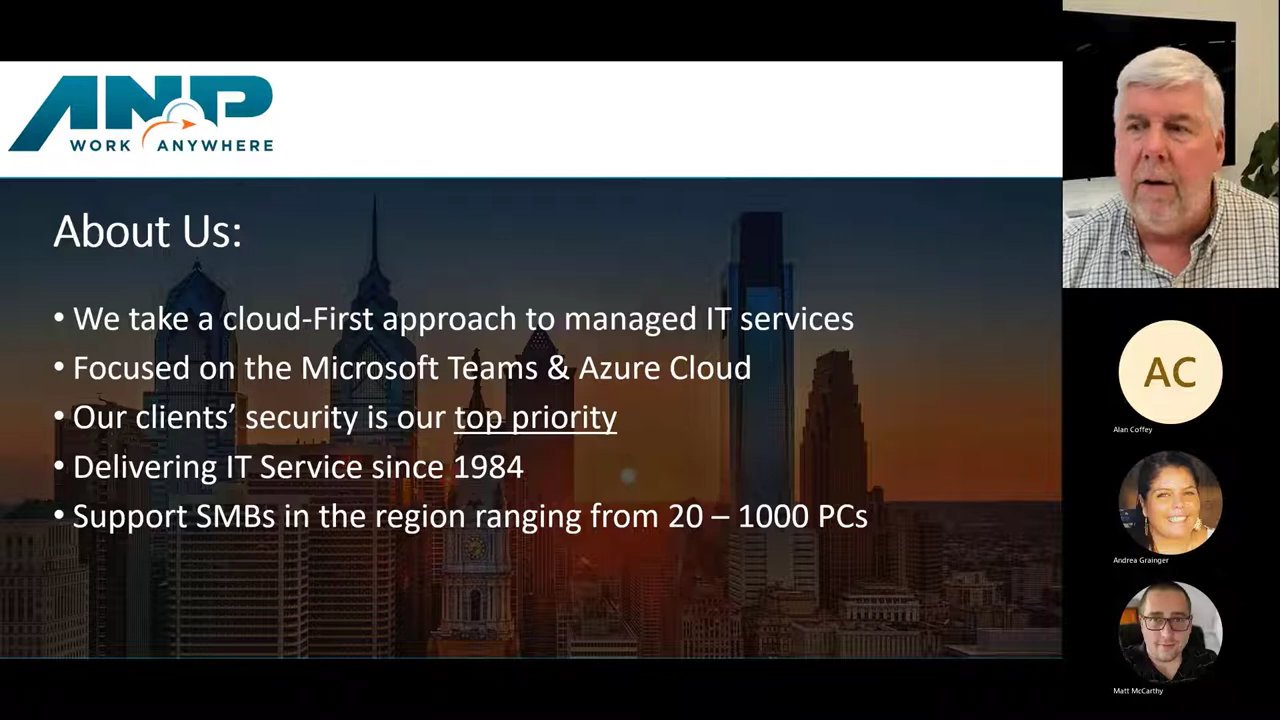 ANP
WORK ANYWHERE
About Us:
• We take a cloud-First approach to managed IT services
• Focused on the Microsoft Teams & Azure Cloud
• Our clients’ security is our top priority
• Delivering IT Service since 1984
• Support SMBs in the region ranging from 20 – 1000 PCs
AC
Alan Coffey
Andrea Grainger
Matt McCarthy